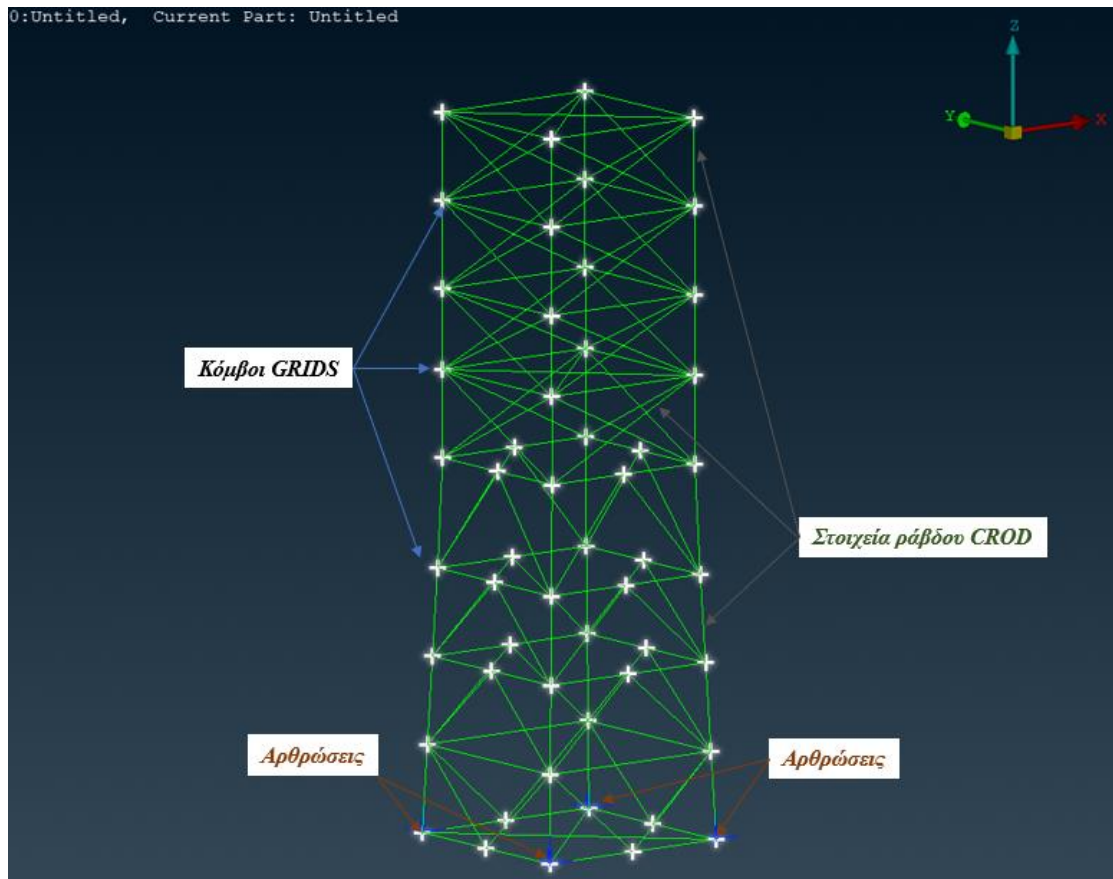 0:Untitled, Current Part: Untitled
Z
Y
X
Κόμβοι GRIDS
Στοιχεία ράβδου CROD
Αρθρώσεις
Αρθρώσεις